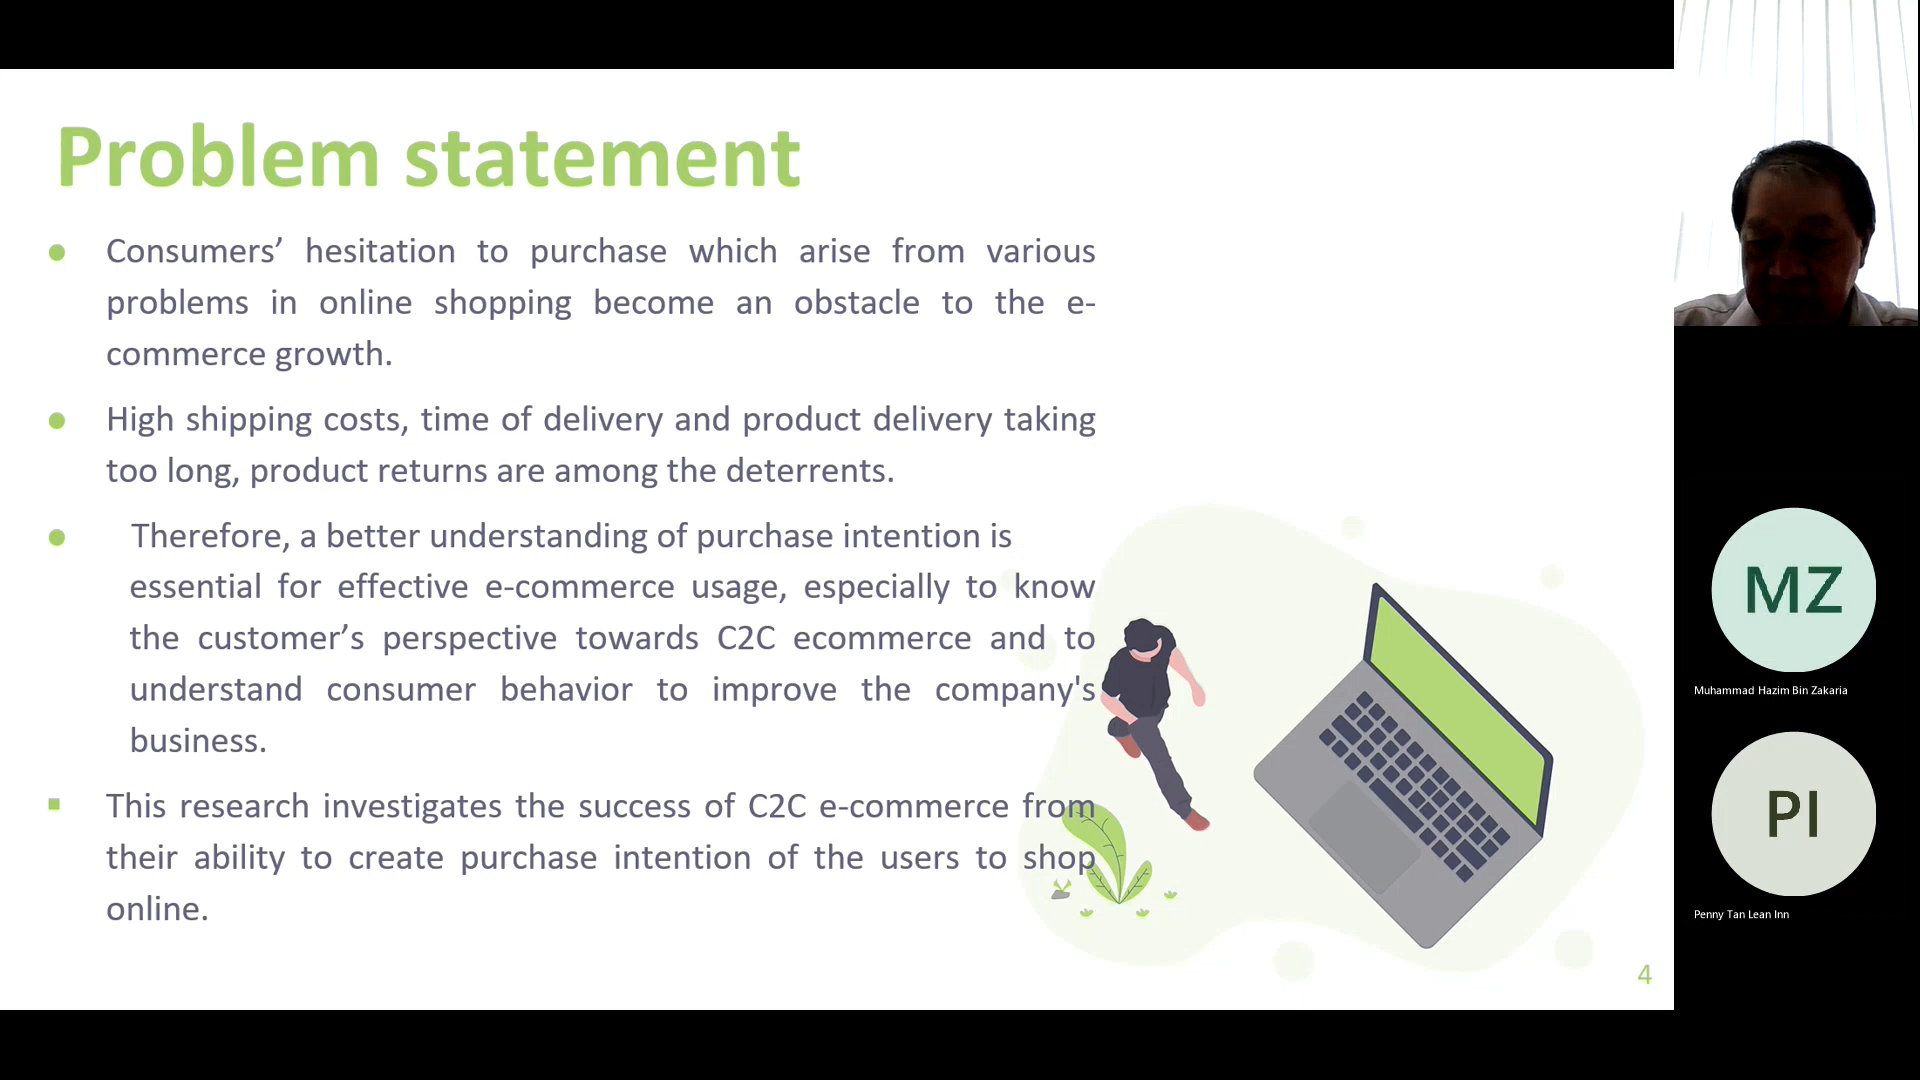 Problem statement
Consumers’ hesitation to purchase which arise from various
problems in online shopping become an obstacle to the e-
commerce growth.
High shipping costs, time of delivery and product delivery taking
too long, product returns are among the deterrents.
Therefore, a better understanding of purchase intention is
essential for effective e-commerce usage, especially to know
the customer’s perspective towards C2C ecommerce and to
understand consumer behavior to improve the company's
business.
This research investigates the success of C2C e-commerce from
their ability to create purchase intention of the users to shop
online.
4
MZ
Muhammad Hazim Bin Zakaria
PI
Penny Tan Lean Inn